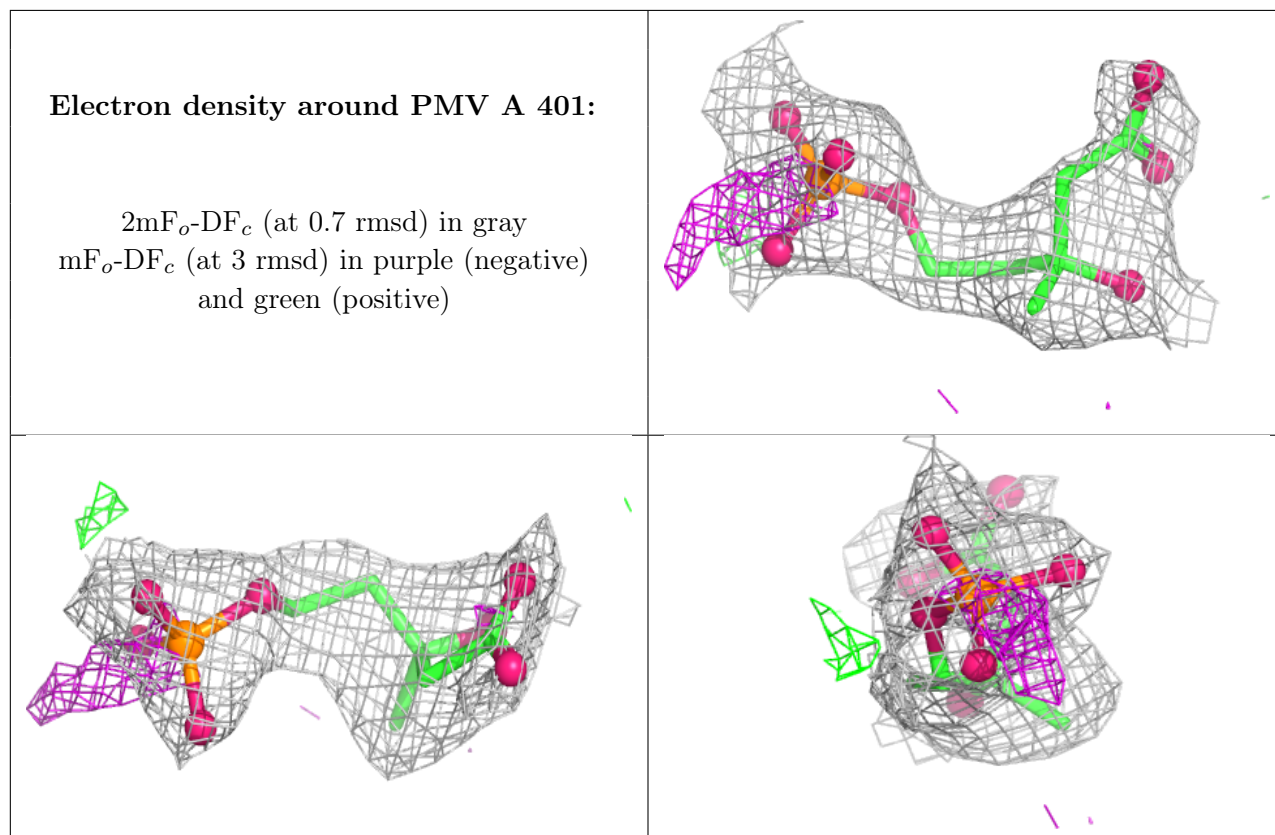 Electron density around PMV A 401:
2mFₒ-DF𝒸 (at 0.7 rmsd) in gray
mFₒ-DF𝒸 (at 3 rmsd) in purple (negative)
and green (positive)